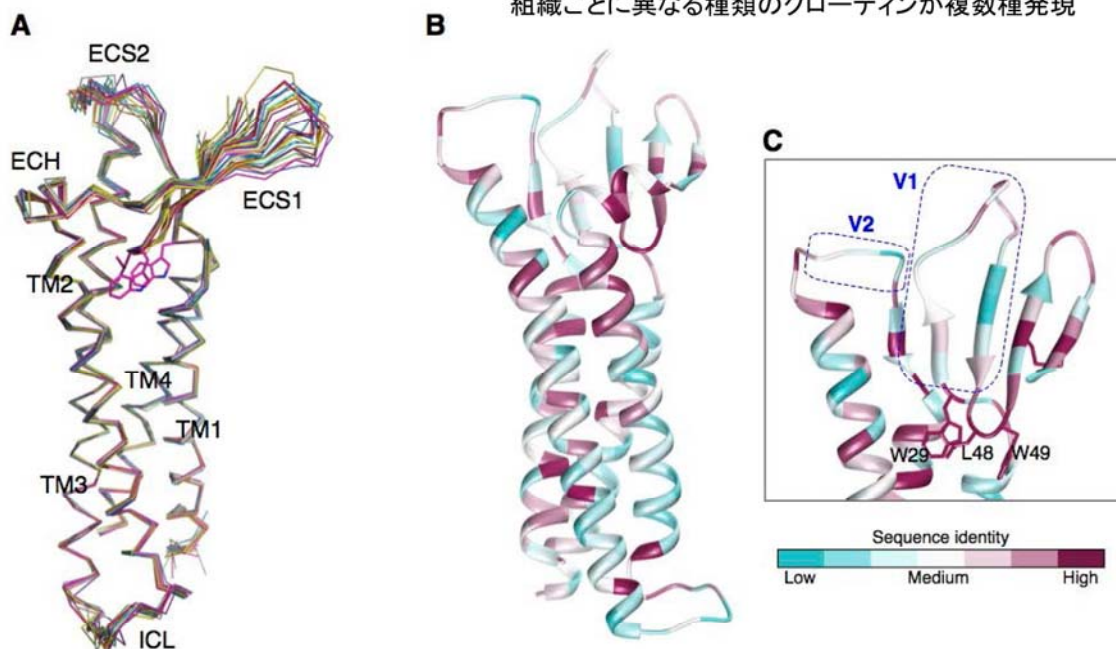 組織ごとに異なる種類のクローディンが複数種発現
A
ECS2
ECH
ECS1
TM2
TM4
TM1
TM3
ICL
B
C
V1
V2
W29
L48
W49
Sequence identity
Low
Medium
High